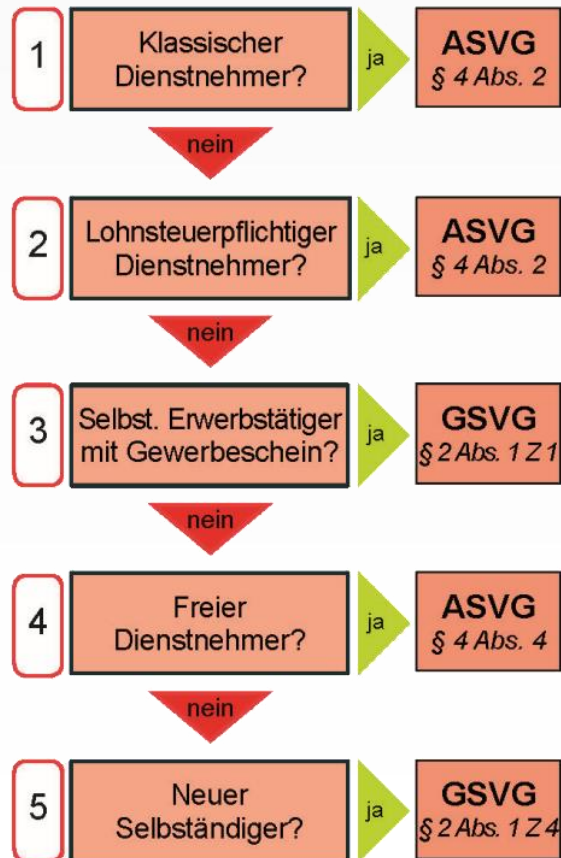 1
Klassischer
Dienstnehmer?
ja
ASVG
§ 4 Abs. 2
nein
2
Lohnsteuerpflichtiger
Dienstnehmer?
ja
ASVG
§ 4 Abs. 2
nein
3
Selbst. Erwerbstätiger
mit Gewerbeschein?
ja
GSVG
§ 2 Abs. 1 Z 1
nein
4
Freier
Dienstnehmer?
ja
ASVG
§ 4 Abs. 4
nein
5
Neuer
Selbständiger?
ja
GSVG
§ 2 Abs. 1 Z 4